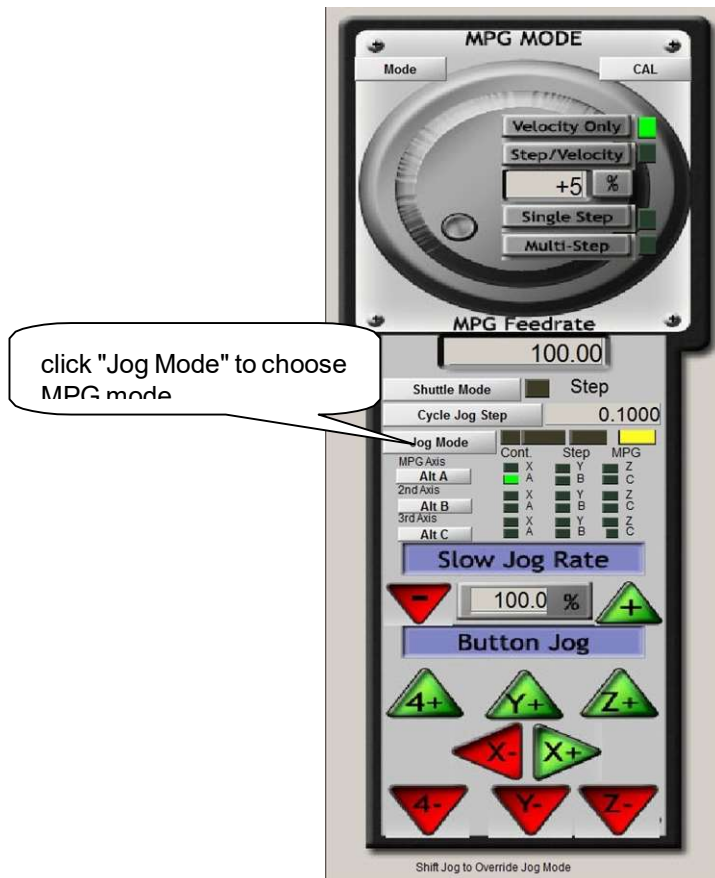 MPG MODE
Mode
CAL
Velocity Only
Step/Velocity
+5 %
Single Step
Multi-Step
MPG Feedrate
100.00
click "Jog Mode" to choose
MPG mode
Shuttle Mode Step
Cycle Jog Step 0.1000
Jog Mode
Cont. Step MPG
MPG Axis
X Y Z
Alt A
A B C
2nd Axis
X Y Z
Alt B
A B C
3rd Axis
X Y Z
Alt C
A B C
Slow Jog Rate
- 100.0 % +
Button Jog
4+ Y+ Z+
X- X+
4- Y- Z-
Shift Jog to Override Jog Mode